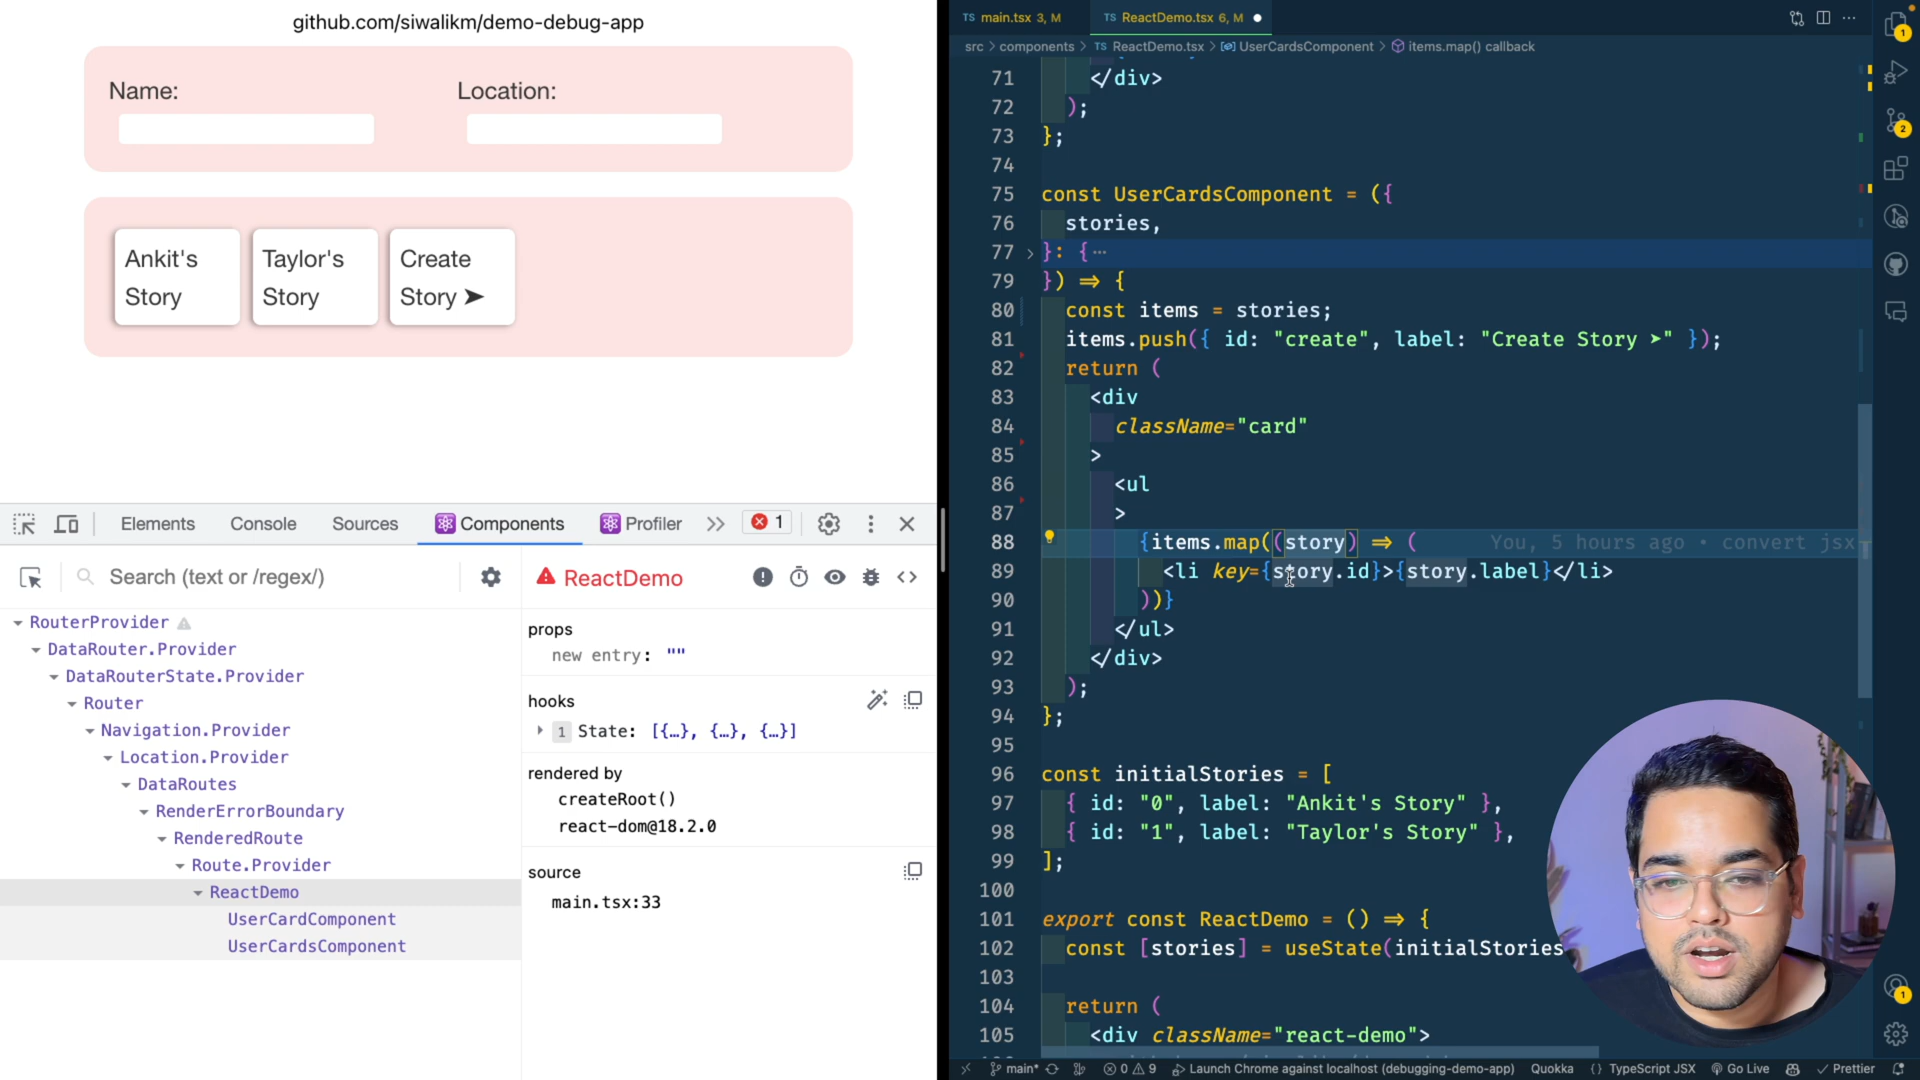 github.com/siwalikm/demo-debug-app
Name:
Location:
Ankit's
Story
Taylor's
Story
Create
Story ➤
Elements
Console
Sources
Components
Profiler
1
Search (text or /regex/)
RouterProvider
DataRouter.Provider
DataRouterState.Provider
Router
Navigation.Provider
Location.Provider
DataRoutes
RenderErrorBoundary
RenderedRoute
Route.Provider
ReactDemo
UserCardComponent
UserCardsComponent
ReactDemo
props
new entry: ""
hooks
1 State: [{…}, {…}, {…}]
rendered by
createRoot()
react-dom@18.2.0
source
main.tsx:33
TS main.tsx 3, M
TS ReactDemo.tsx 6, M
src > components > TS ReactDemo.tsx > UserCardsComponent > items.map() callback
71 </div>
72 );
73 };
74
75 const UserCardsComponent = ({
76 stories,
77 }: { ⋯
79 }) => {
80 const items = stories;
81 items.push({ id: "create", label: "Create Story ➤" });
82 return (
83 <div
84 className="card"
85 >
86 <ul
87 >
88 {items.map((story) => ( You, 5 hours ago • convert jsx
89 <li key={story.id}>{story.label}</li>
90 ))}
91 </ul>
92 </div>
93 );
94 };
95
96 const initialStories = [
97 { id: "0", label: "Ankit's Story" },
98 { id: "1", label: "Taylor's Story" },
99 ];
100
101 export const ReactDemo = () => {
102 const [stories] = useState(initialStories
103
104 return (
105 <div className="react-demo">
main*
0
9
Launch Chrome against localhost (debugging-demo-app)
Quokka
{} TypeScript JSX
Go Live
Prettier
1
2
1